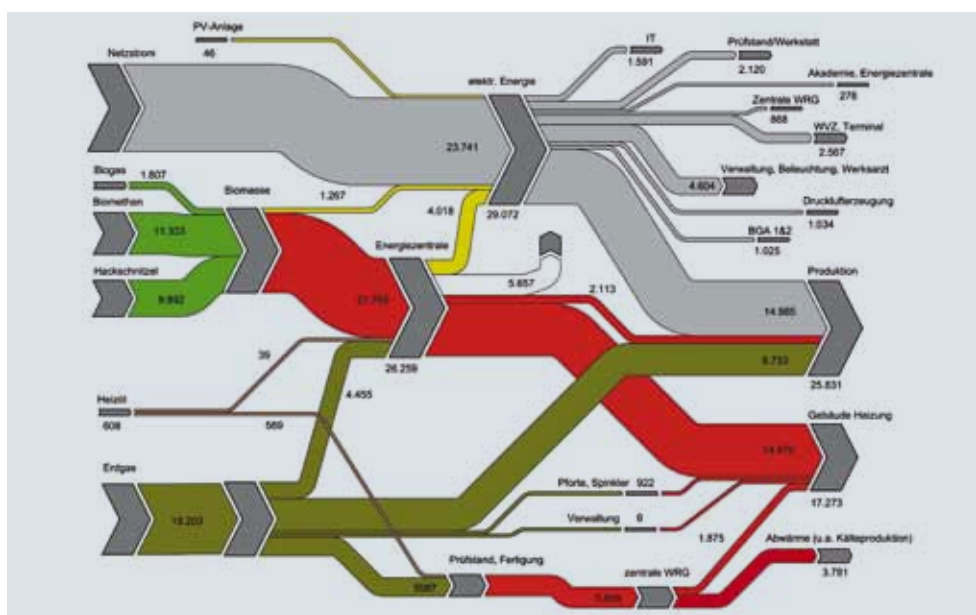 PV-Anlage
46
Netzstrom
elektr. Energie
IT
1.591
Prüfstand/Werkstatt
2.120
Akademie, Energiezentrale
278
Zentrale WRG
868
WVZ, Terminal
2.567
23.741
Biogas
1.807
Biomethan
Biomasse
1.267
4.018
29.072
4.604
Verwaltung, Beleuchtung, Werksarzt
Drucklufterzeugung
1.034
BGA 1&2
1.025
Energiezentrale
Hackschnitzel
9.892
5.657
2.113
Produktion
14.985
39
26.259
4.455
25.831
Heizöl
608
569
Gebäude Heizung
Erdgas
17.273
Pforte, Spinkler 922
Verwaltung 6
1.875
Abwärme (u.a. Kälteproduktion)
3.781
Prüfstand, Fertigung
zentrale WRG